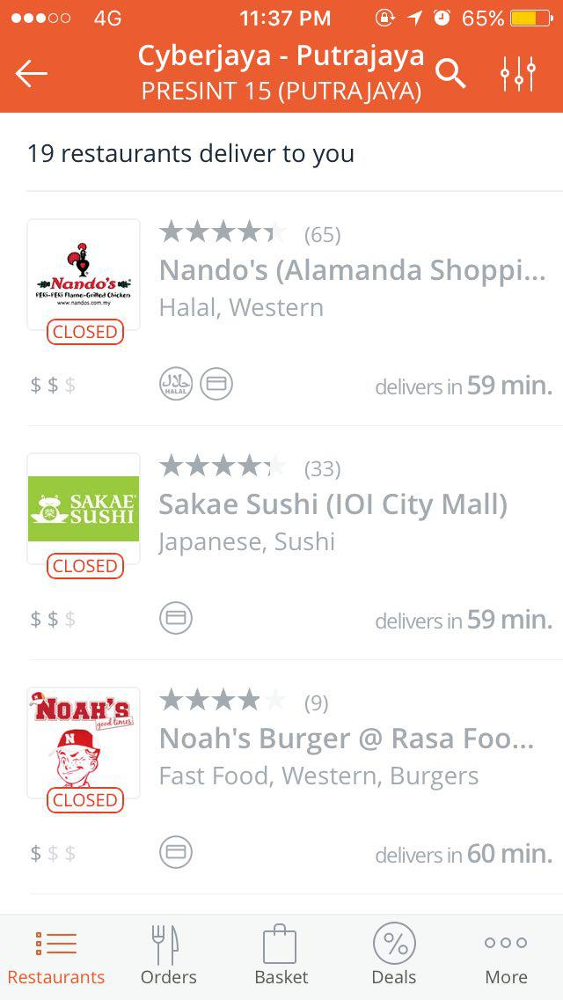 4G 11:37 PM 65%
Cyberjaya - Putrajaya
PRESINT 15 (PUTRAJAYA)
19 restaurants deliver to you
(65)
Nando's (Alamanda Shoppi...
Halal, Western
Nando's
PERi-PERi Flame-Grilled Chicken
www.nandos.com.my
CLOSED
$ $ $
حلال
HALAL
delivers in 59 min.
(33)
Sakae Sushi (IOI City Mall)
Japanese, Sushi
SAKAE
SUSHI
CLOSED
$ $ $
delivers in 59 min.
(9)
Noah's Burger @ Rasa Foo...
Fast Food, Western, Burgers
NOAH'S
good times
N
CLOSED
$ $ $
delivers in 60 min.
Restaurants Orders Basket Deals More